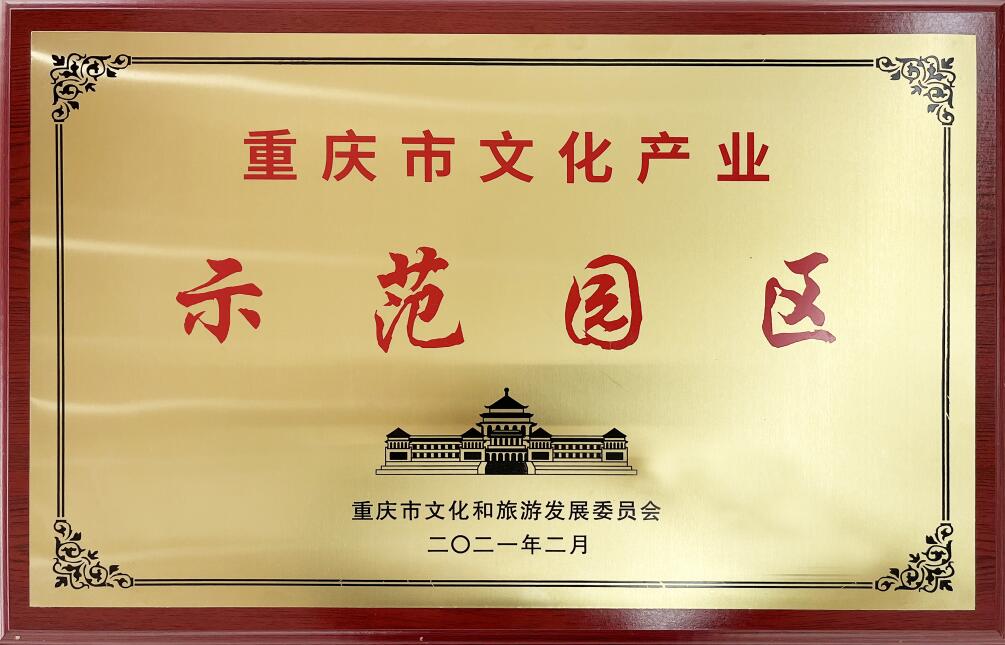 重庆市文化产业
示范园区
重庆市文化和旅游发展委员会
二〇二一年二月